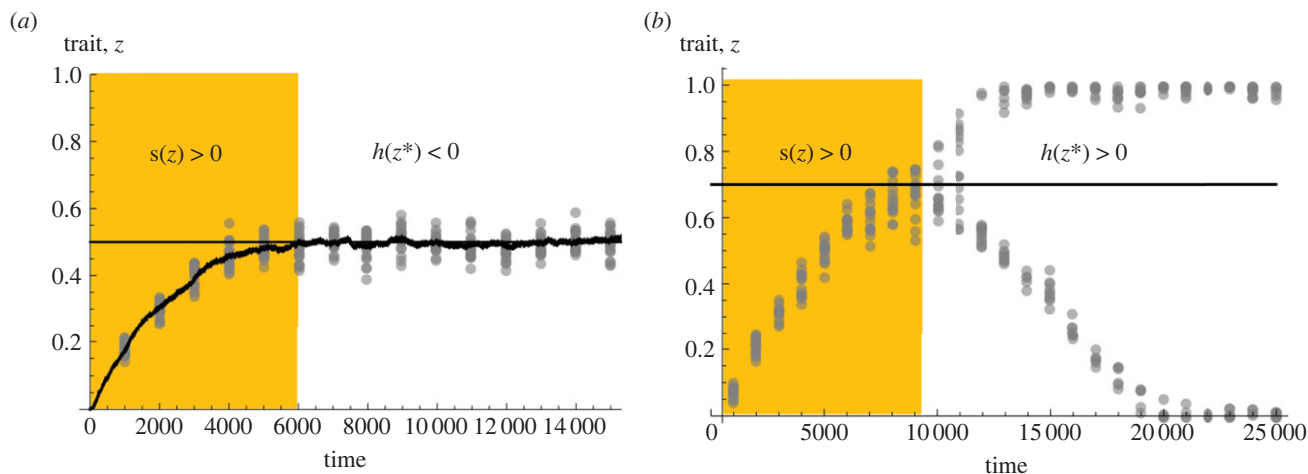 (a)
trait, z
1.0
0.8
0.6
0.4
0.2
s(z) > 0
h(z*) < 0
0 2000 4000 6000 8000 10 000 12 000 14 000
time
(b)
trait, z
1.0
0.8
0.6
0.4
0.2
s(z) > 0
h(z*) > 0
0 5000 10 000 15 000 20 000 25 000
time